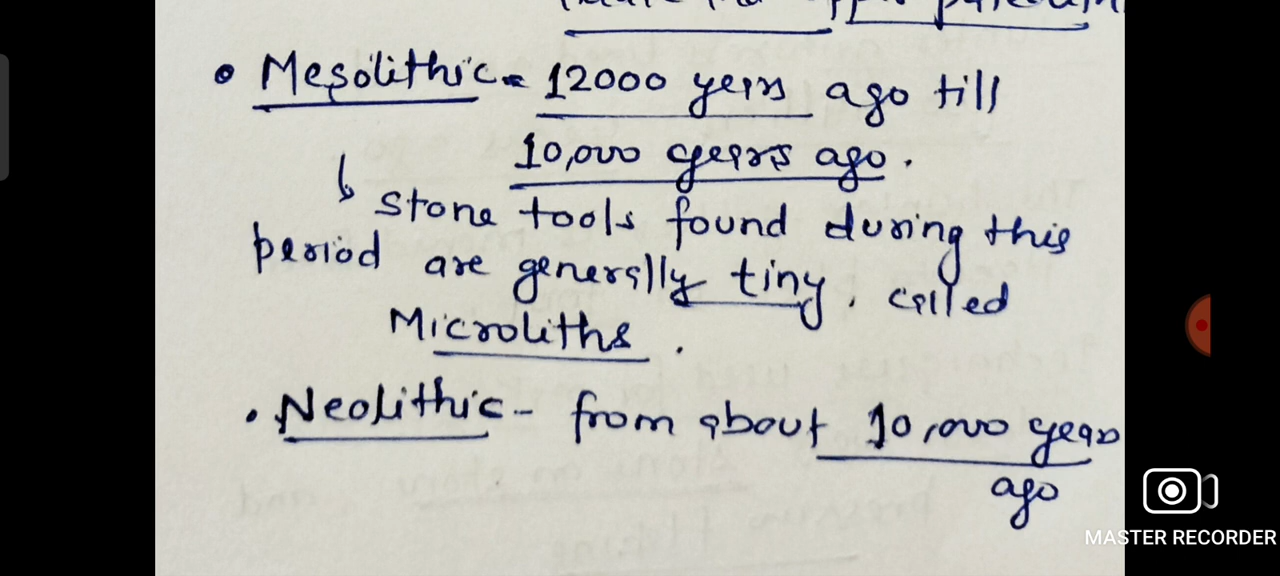 • Mesolithic - 12000 years ago till
10,000 years ago.
↳ Stone tools found during this
period are generally tiny, called
Microliths.
• Neolithic - from about 10,000 years
ago
MASTER RECORDER